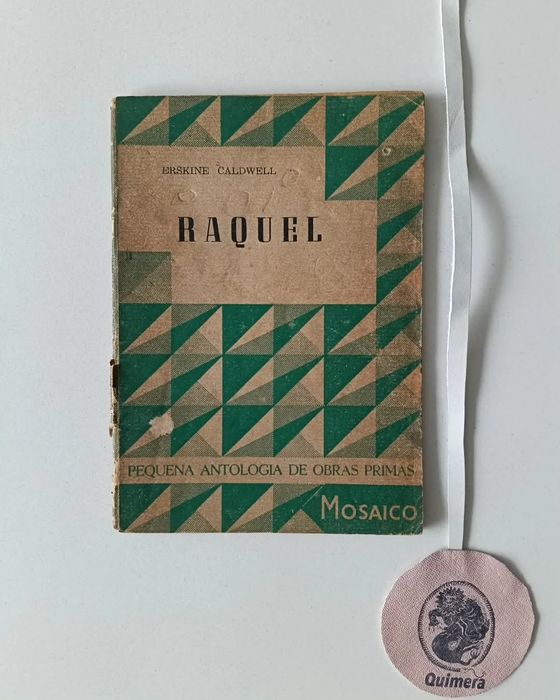 ERSKINE CALDWELL
RAQUEL
PEQUENA ANTOLOGIA DE OBRAS PRIMAS
MOSAICO
Quimera